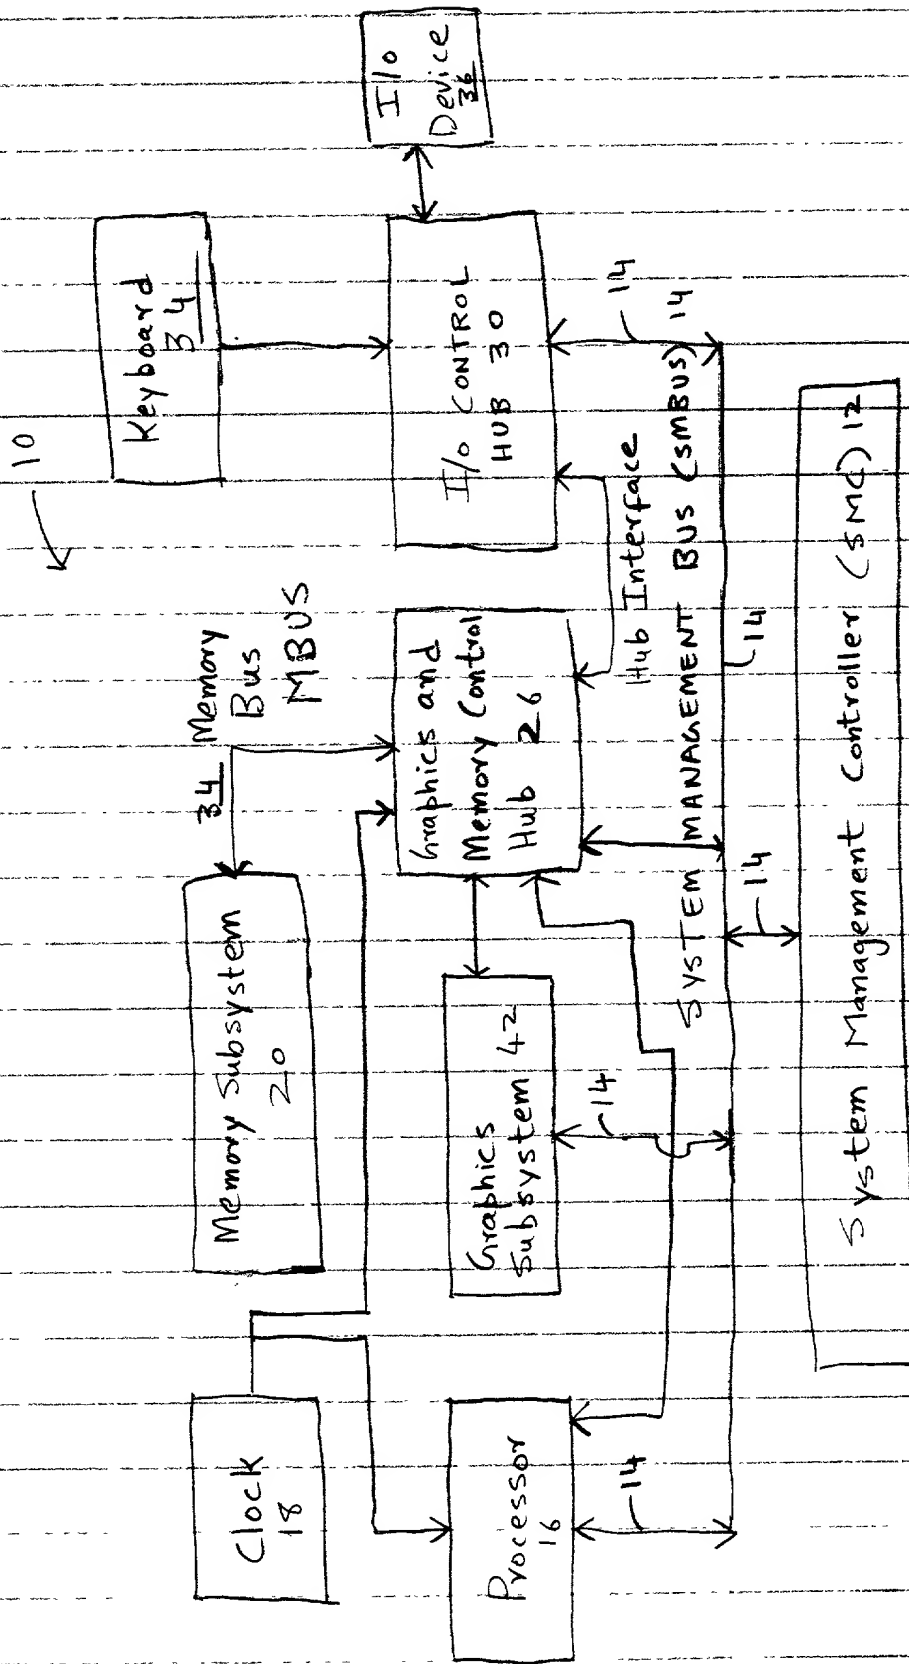 10
Keyboard
34
I/O
Device
36
34
Memory
Bus
MBUS
Memory Subsystem
20
Clock
18
I/O CONTROL
HUB 30
Graphics and
Memory Control
Hub 26
Graphics
Subsystem 42
Processor
16
Hub Interface
SYSTEM MANAGEMENT BUS (SMBUS) 14
14
14
14
14
14
System Management Controller (SMC) 12